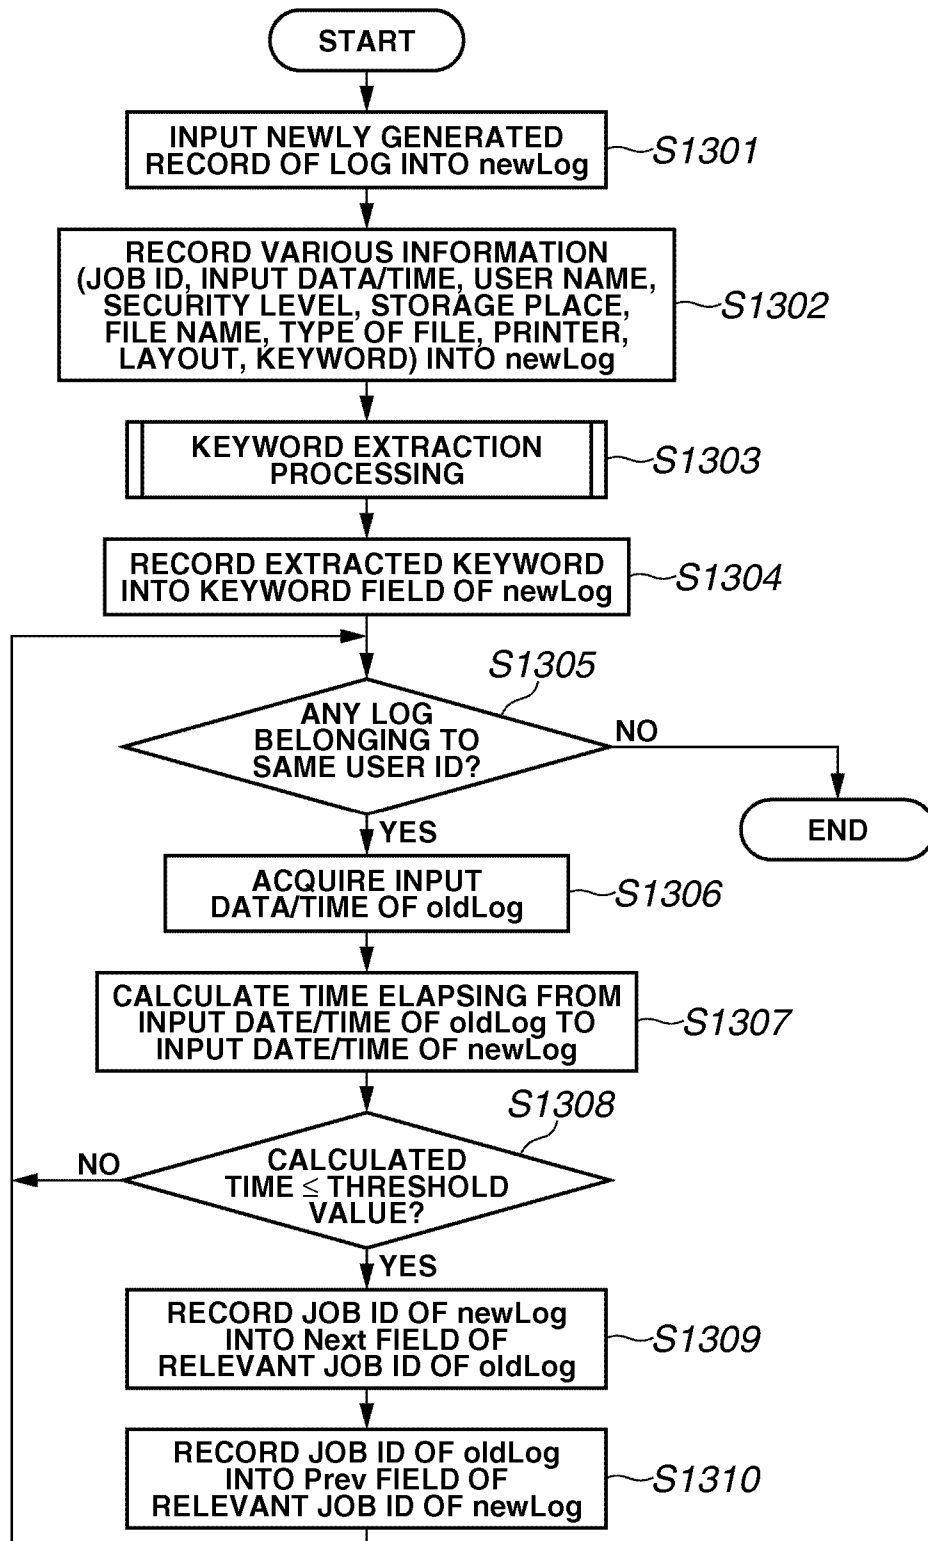 START
INPUT NEWLY GENERATED
RECORD OF LOG INTO newLog
S1301
RECORD VARIOUS INFORMATION
(JOB ID, INPUT DATA/TIME, USER NAME,
SECURITY LEVEL, STORAGE PLACE,
FILE NAME, TYPE OF FILE, PRINTER,
LAYOUT, KEYWORD) INTO newLog
S1302
KEYWORD EXTRACTION
PROCESSING
S1303
RECORD EXTRACTED KEYWORD
INTO KEYWORD FIELD OF newLog
S1304
S1305
ANY LOG
BELONGING TO
SAME USER ID?
NO
END
YES
ACQUIRE INPUT
DATA/TIME OF oldLog
S1306
CALCULATE TIME ELAPSING FROM
INPUT DATE/TIME OF oldLog TO
INPUT DATE/TIME OF newLog
S1307
S1308
CALCULATED
TIME ≤ THRESHOLD
VALUE?
NO
YES
RECORD JOB ID OF newLog
INTO Next FIELD OF
RELEVANT JOB ID OF oldLog
S1309
RECORD JOB ID OF oldLog
INTO Prev FIELD OF
RELEVANT JOB ID OF newLog
S1310